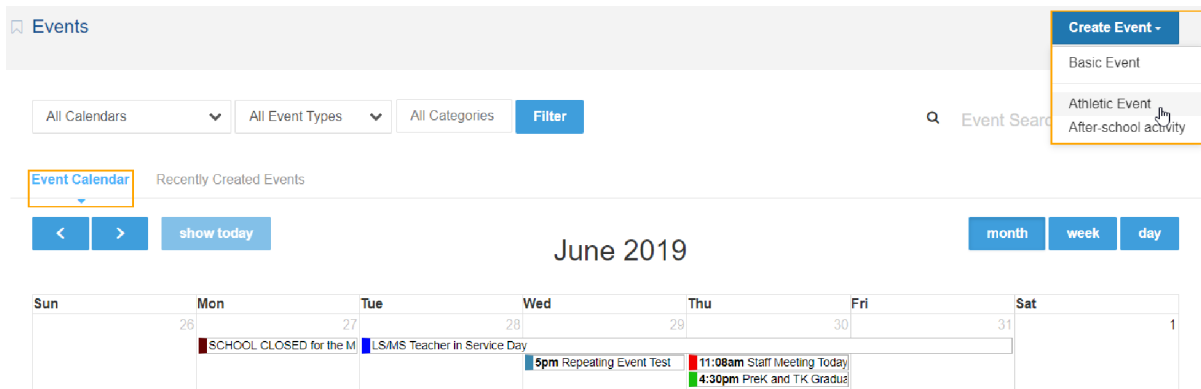 Events
Create Event
Basic Event
Athletic Event
After-school activity
All Calendars
All Event Types
All Categories
Filter
Event Sear
Event Calendar
Recently Created Events
< > show today
June 2019
month week day
Sun Mon Tue Wed Thu Fri Sat
26 27 28 29 30 31 1
SCHOOL CLOSED for the M LS/MS Teacher in Service Day
5pm Repeating Event Test 11:08am Staff Meeting Today
4:30pm PreK and TK Gradua